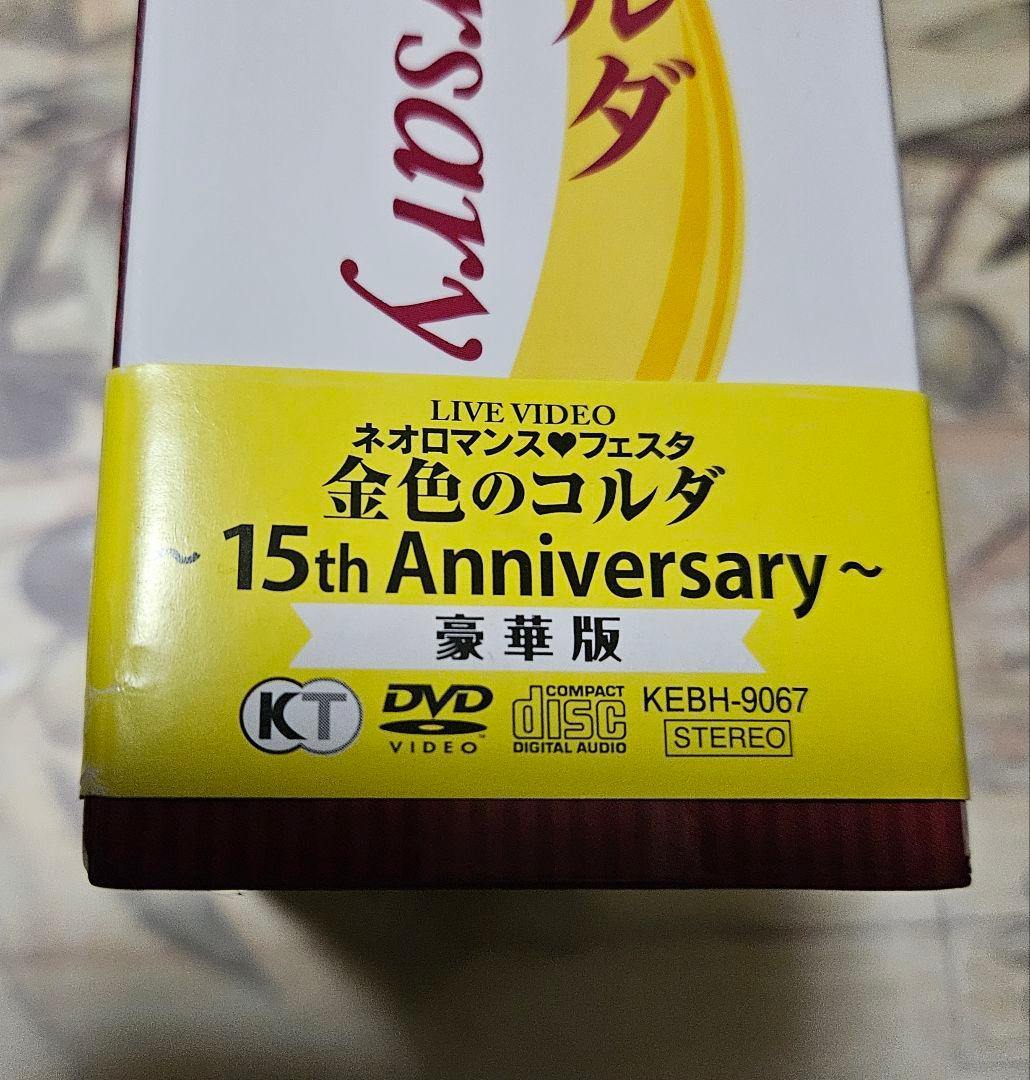 rsary
ルダ
LIVE VIDEO
ネオロマンス♥フェスタ
金色のコルダ
～15th Anniversary～
豪華版
KT
DVD
VIDEO
COMPACT
disc
DIGITAL AUDIO
KEBH-9067
STEREO